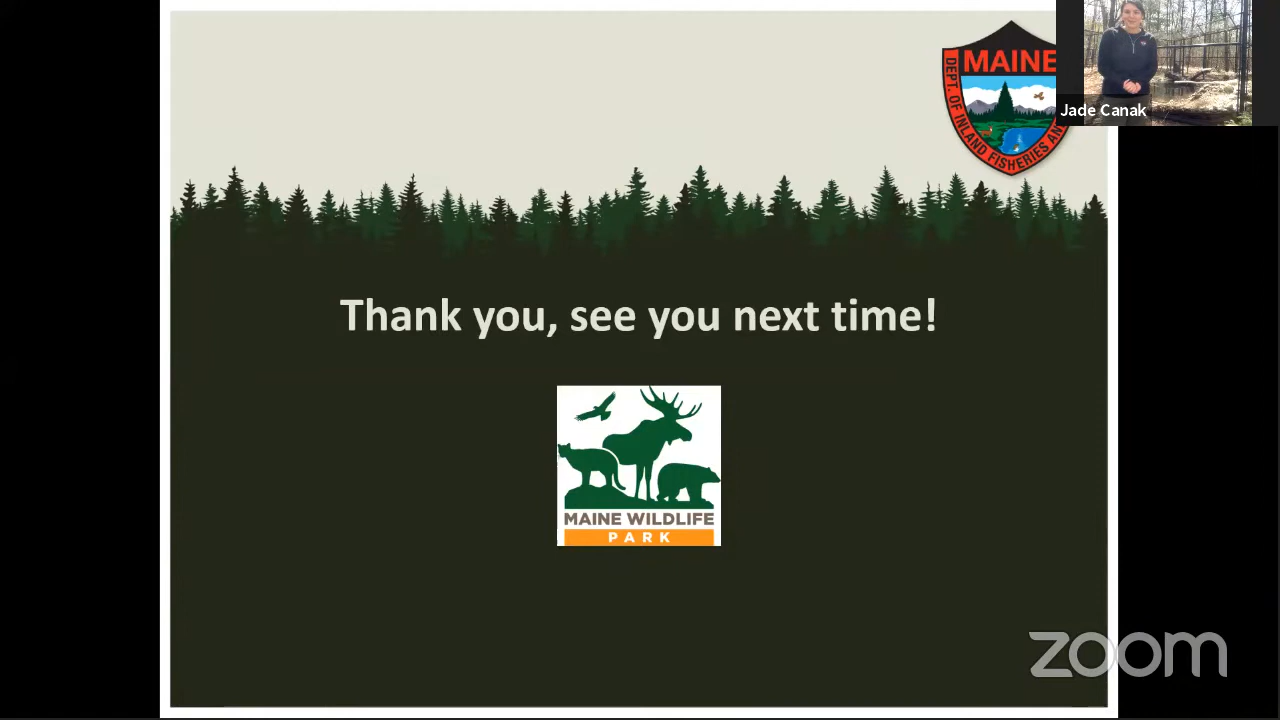 MAINE
DEPT. OF INLAND FISHERIES AN
Jade Canak
Thank you, see you next time!
MAINE WILDLIFE
PARK
zoom